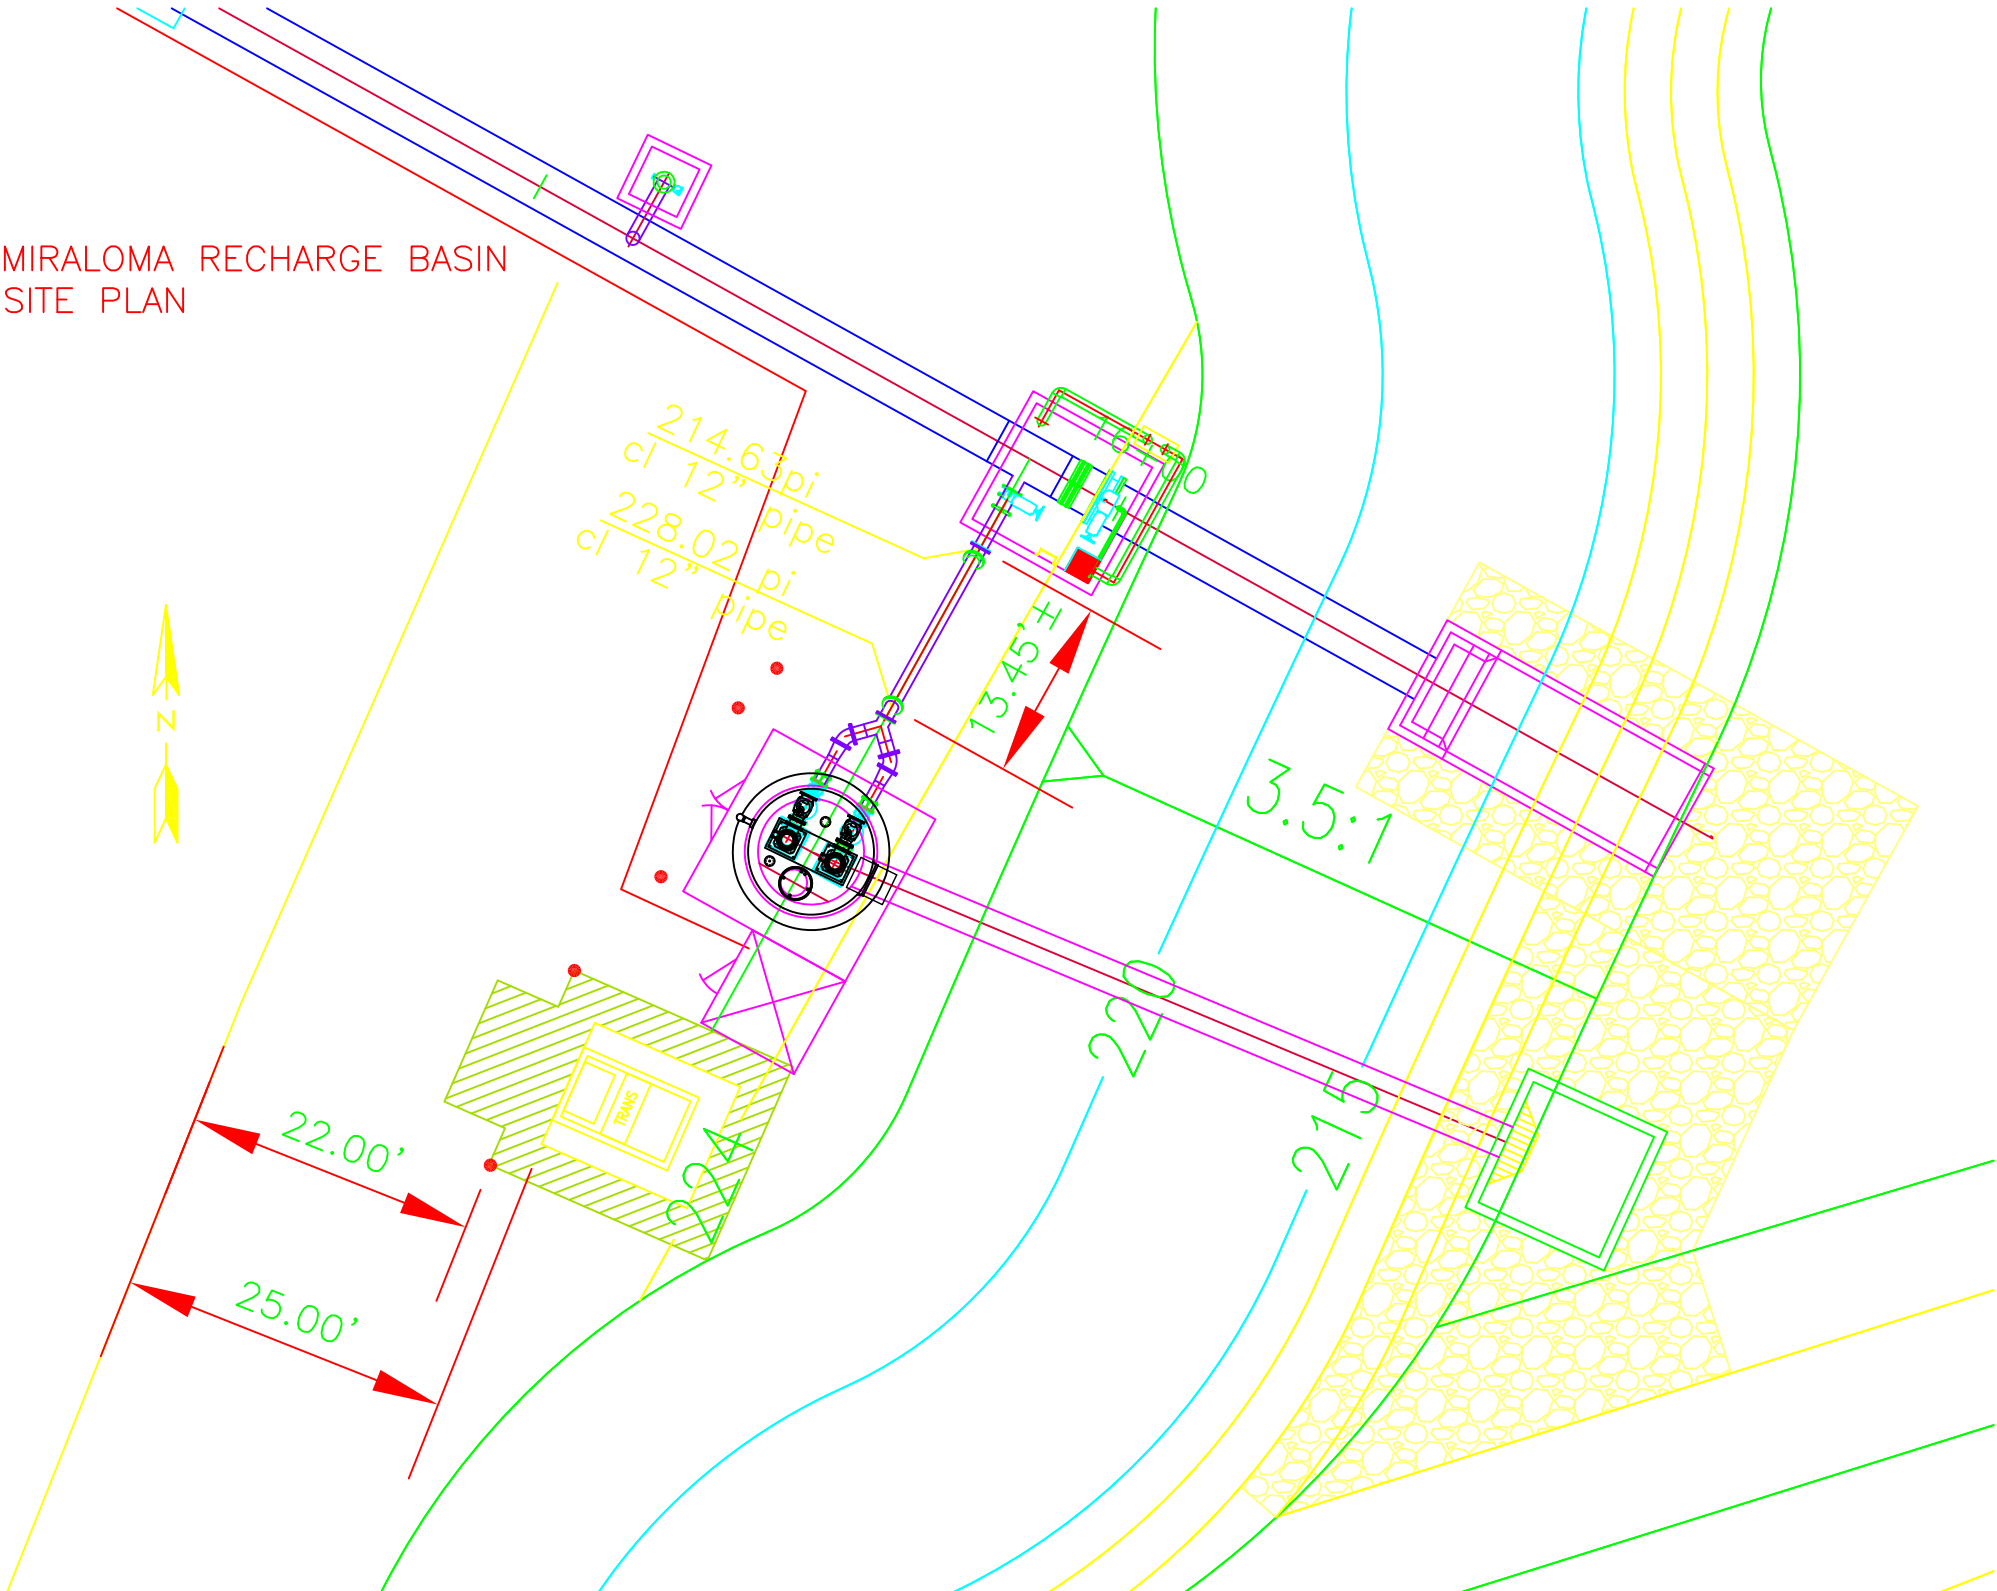 MIRALOMA RECHARGE BASIN
SITE PLAN
214.63pi
cl 12" pipe
228.02 pi
cl 12" pipe
N
13.45'±
3.5:1
220
215
224
TRANS
22.00'
25.00'